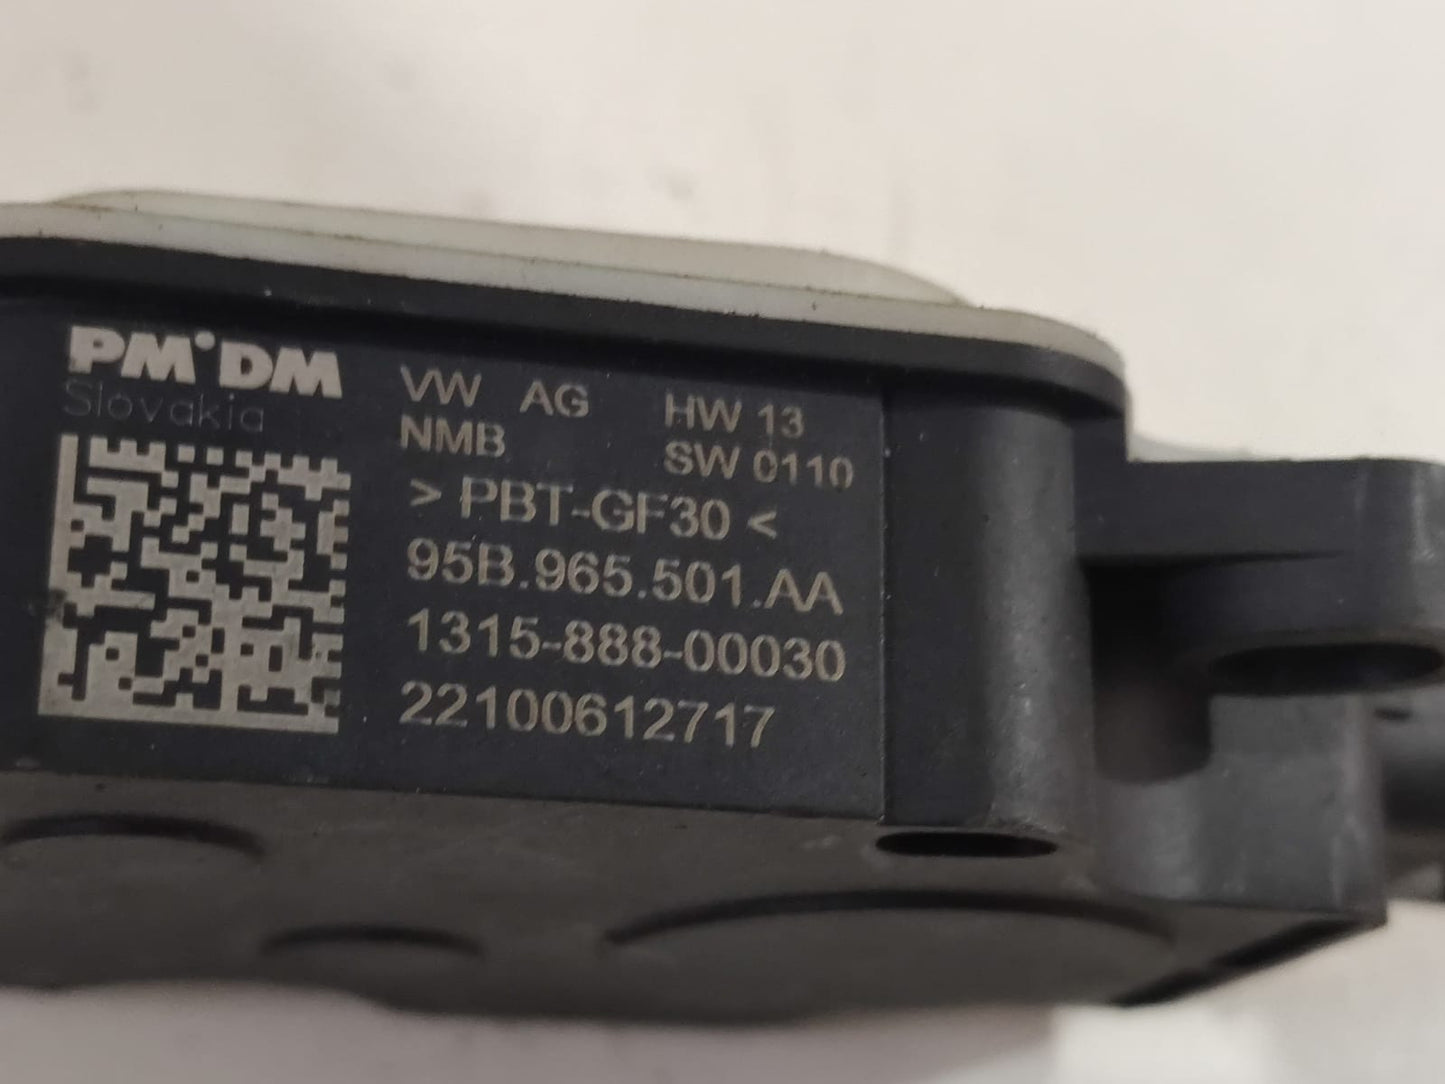 PM°DM
Slovakia
VW AG HW 13
NMB SW 0110
> PBT-GF30 <
95B.965.501.AA
1315-888-00030
22100612717